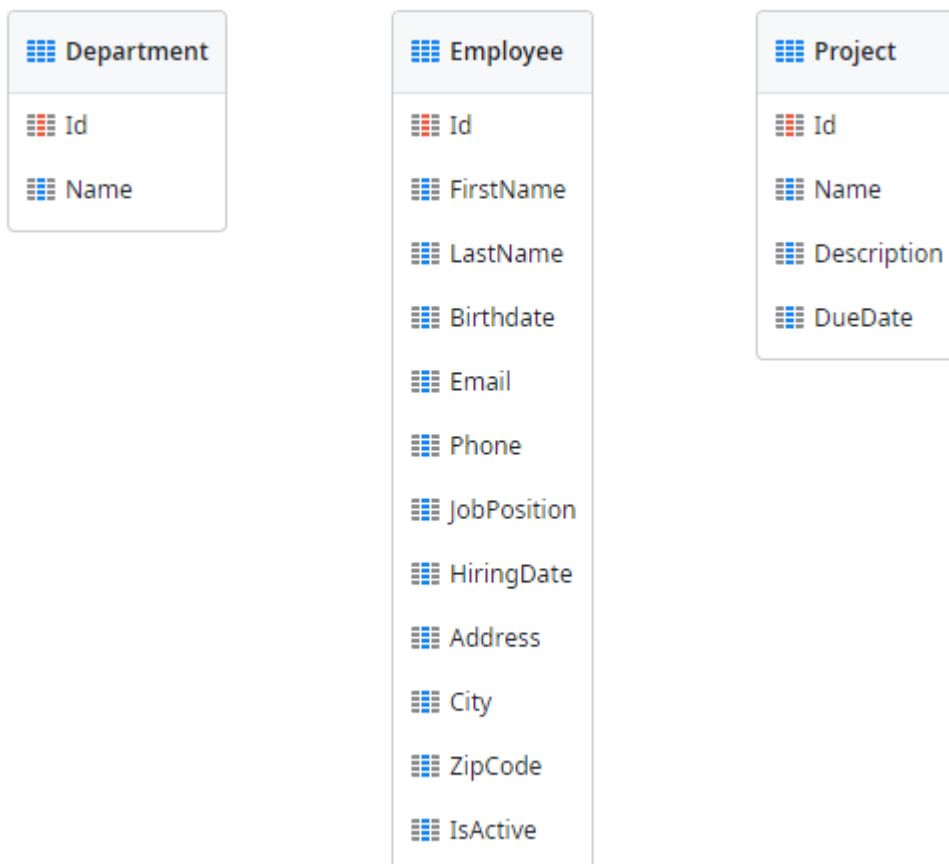 Department
Id
Name
Employee
Id
FirstName
LastName
Birthdate
Email
Phone
JobPosition
HiringDate
Address
City
ZipCode
IsActive
Project
Id
Name
Description
DueDate